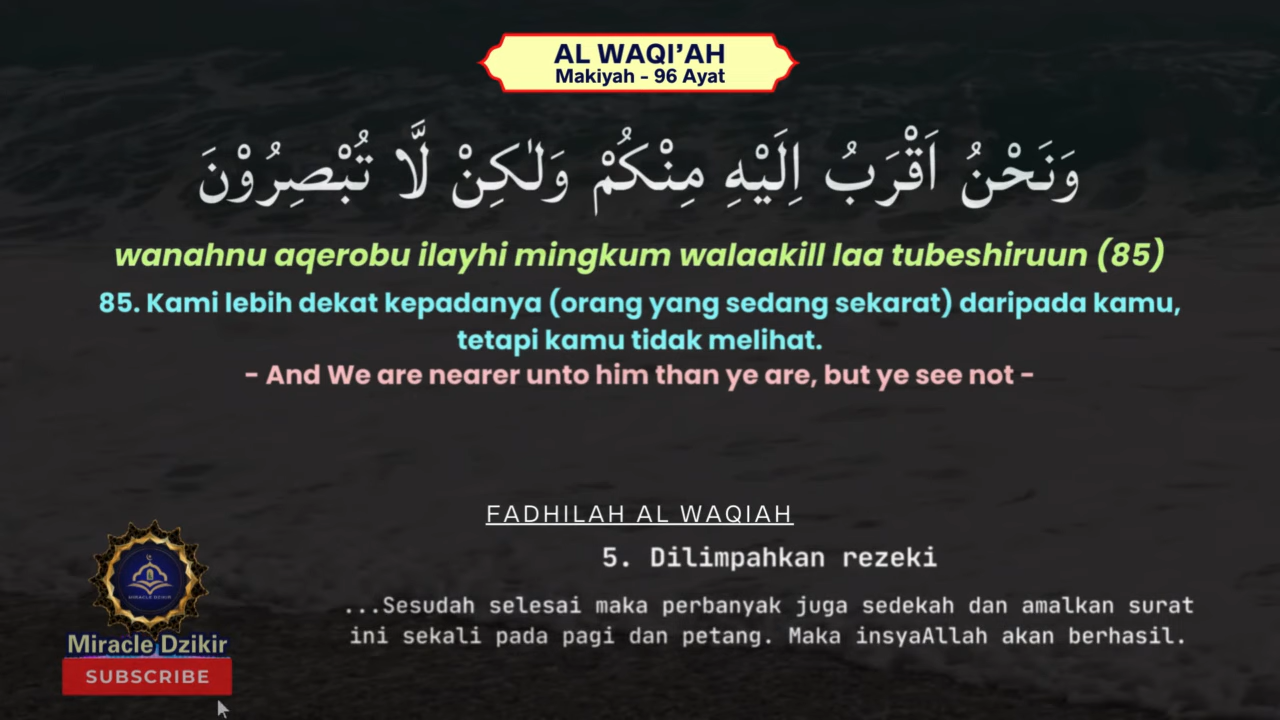 AL WAQI’AH
Makiyah - 96 Ayat
وَنَحْنُ اَقْرَبُ اِلَيْهِ مِنْكُمْ وَلٰكِنْ لَّا تُبْصِرُوْنَ
wanahnu aqerobu ilayhi mingkum walaakill laa tubeshiruun (85)
85. Kami lebih dekat kepadanya (orang yang sedang sekarat) daripada kamu,
tetapi kamu tidak melihat.
- And We are nearer unto him than ye are, but ye see not -
FADHILAH AL WAQIAH
5. Dilimpahkan rezeki
...Sesudah selesai maka perbanyak juga sedekah dan amalkan surat
ini sekali pada pagi dan petang. Maka insyaAllah akan berhasil.
MIRACLE DZIKIR
Miracle Dzikir
SUBSCRIBE